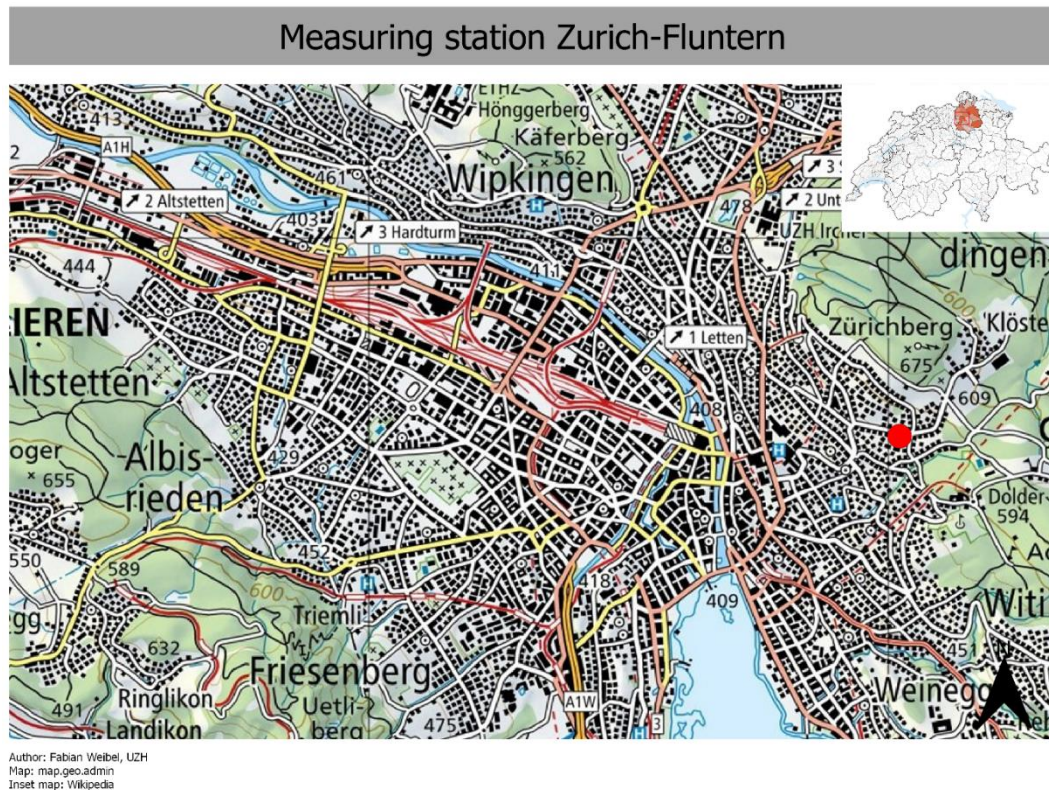 Measuring station Zurich-Fluntern
413
A1H
2
↗ 2 Altstetten
461
403
↗ 3 Hardturm
444
IEREN
Altstetten
oger
655
Albis-
rieden
429
550
589
452
600
Triemli
632
gg
Ringlikon
491
Landikon
Friesenberg
Uetli-
berg
475
ETHZ
Hönggerberg
Käferberg
562
Wipkingen
H
411
478
↗ 3
↗ 2 Unt
UZH Irchel
dingen
600
Zürichberg
Klöste
675
609
↗ 1 Letten
408
H
H
Dolder
594
H
418
409
A1W
3
Witi
451
N
Weinegg
Author: Fabian Weibel, UZH
Map: map.geo.admin
Inset map: Wikipedia